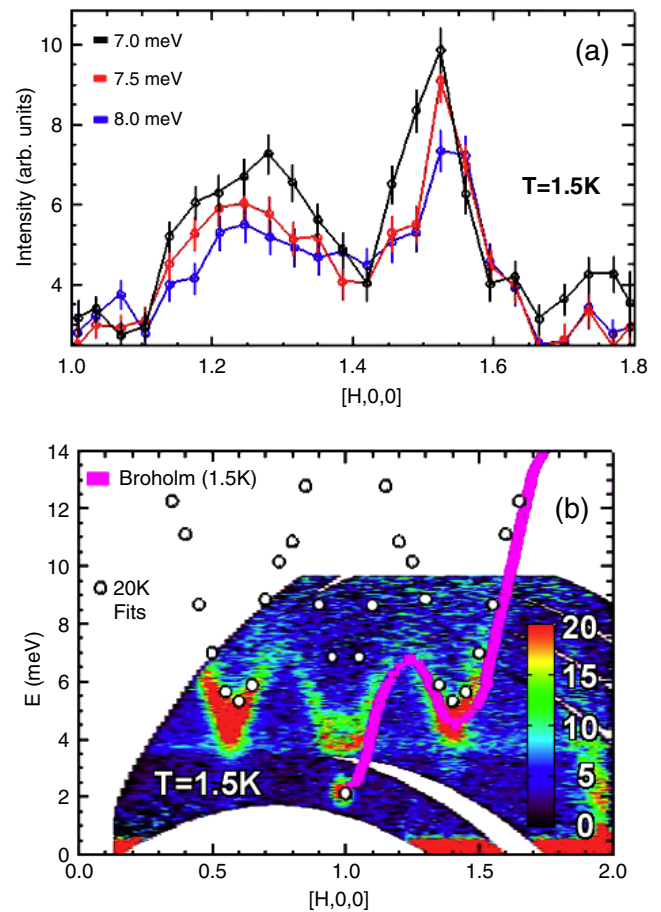 (a)
7.0 meV
7.5 meV
8.0 meV
T=1.5K
Intensity (arb. units)
10
8
6
4
1.0 1.2 1.4 1.6 1.8
[H,0,0]
(b)
Broholm (1.5K)
20K
Fits
T=1.5K
20
15
10
5
0
E (meV)
14
12
10
8
6
4
2
0
0.0 0.5 1.0 1.5 2.0
[H,0,0]